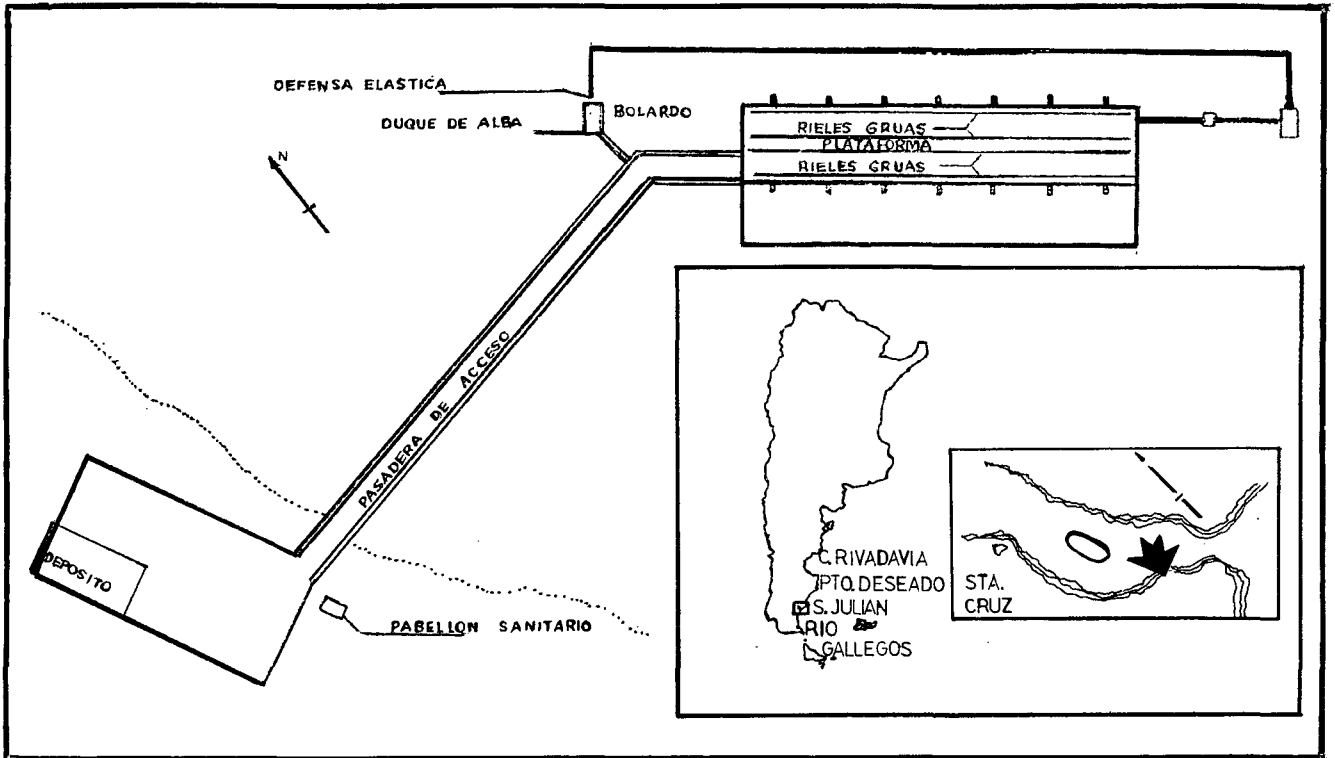 DEFENSA ELASTICA
BOLARDO
DUQUE DE ALBA
N
RIELES GRUAS
PLATAFORMA
RIELES GRUAS
PASADERA DE ACCESO
DEPOSITO
PABELLON SANITARIO
C. RIVADAVIA
PTO. DESEADO
S. JULIAN
RIO
GALLEGOS
STA.
CRUZ